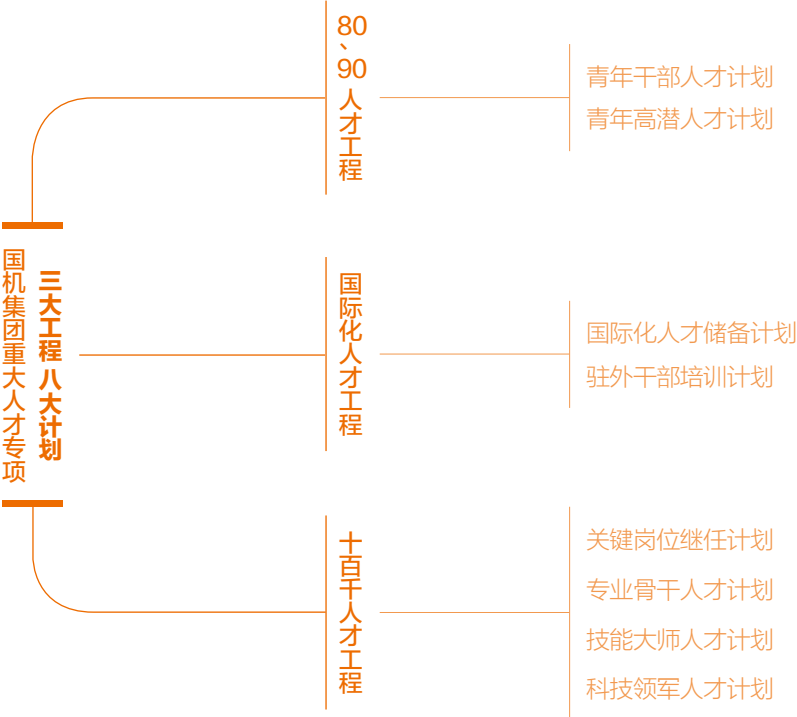 国机集团重大人才专项
三大工程 八大计划
80、90人才工程
青年干部人才计划
青年高潜人才计划
国际化人才工程
国际化人才储备计划
驻外干部培训计划
十百千人才工程
关键岗位继任计划
专业骨干人才计划
技能大师人才计划
科技领军人才计划